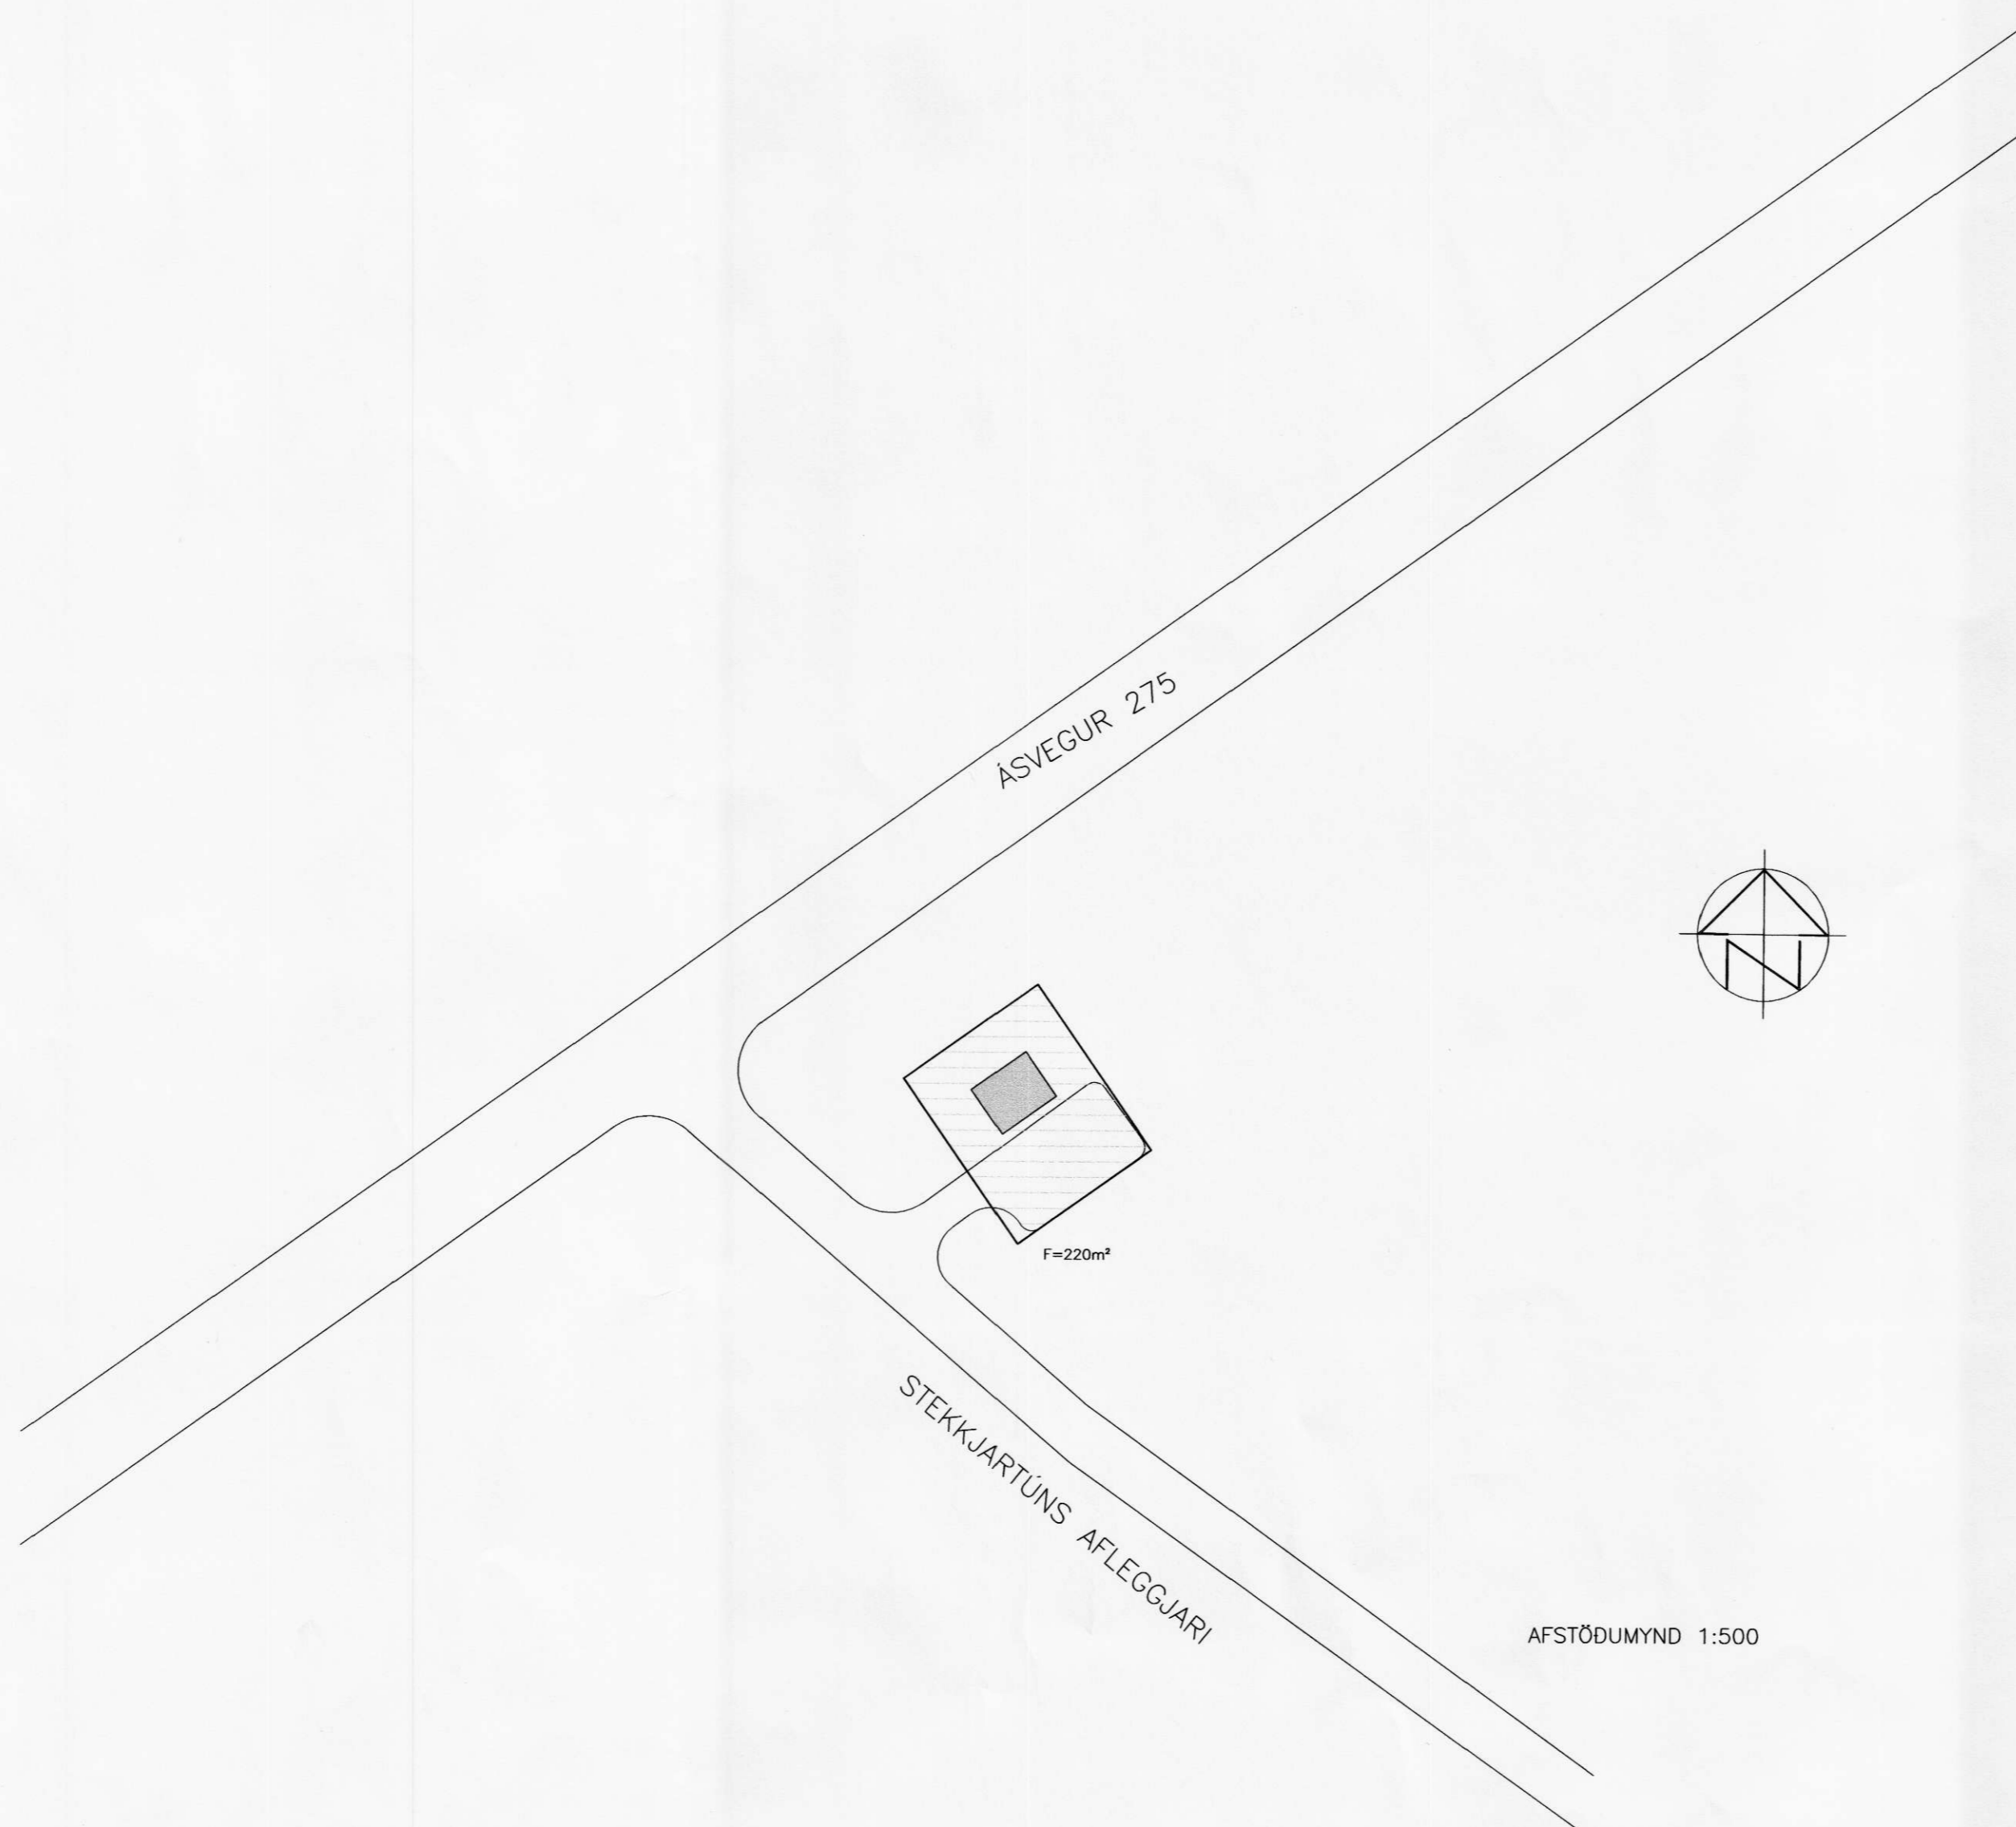 ÁSVEGUR 275
N
F=220m²
STEKKJARTÚNS AFLEGGJARI
AFSTÖÐUMYND 1:500